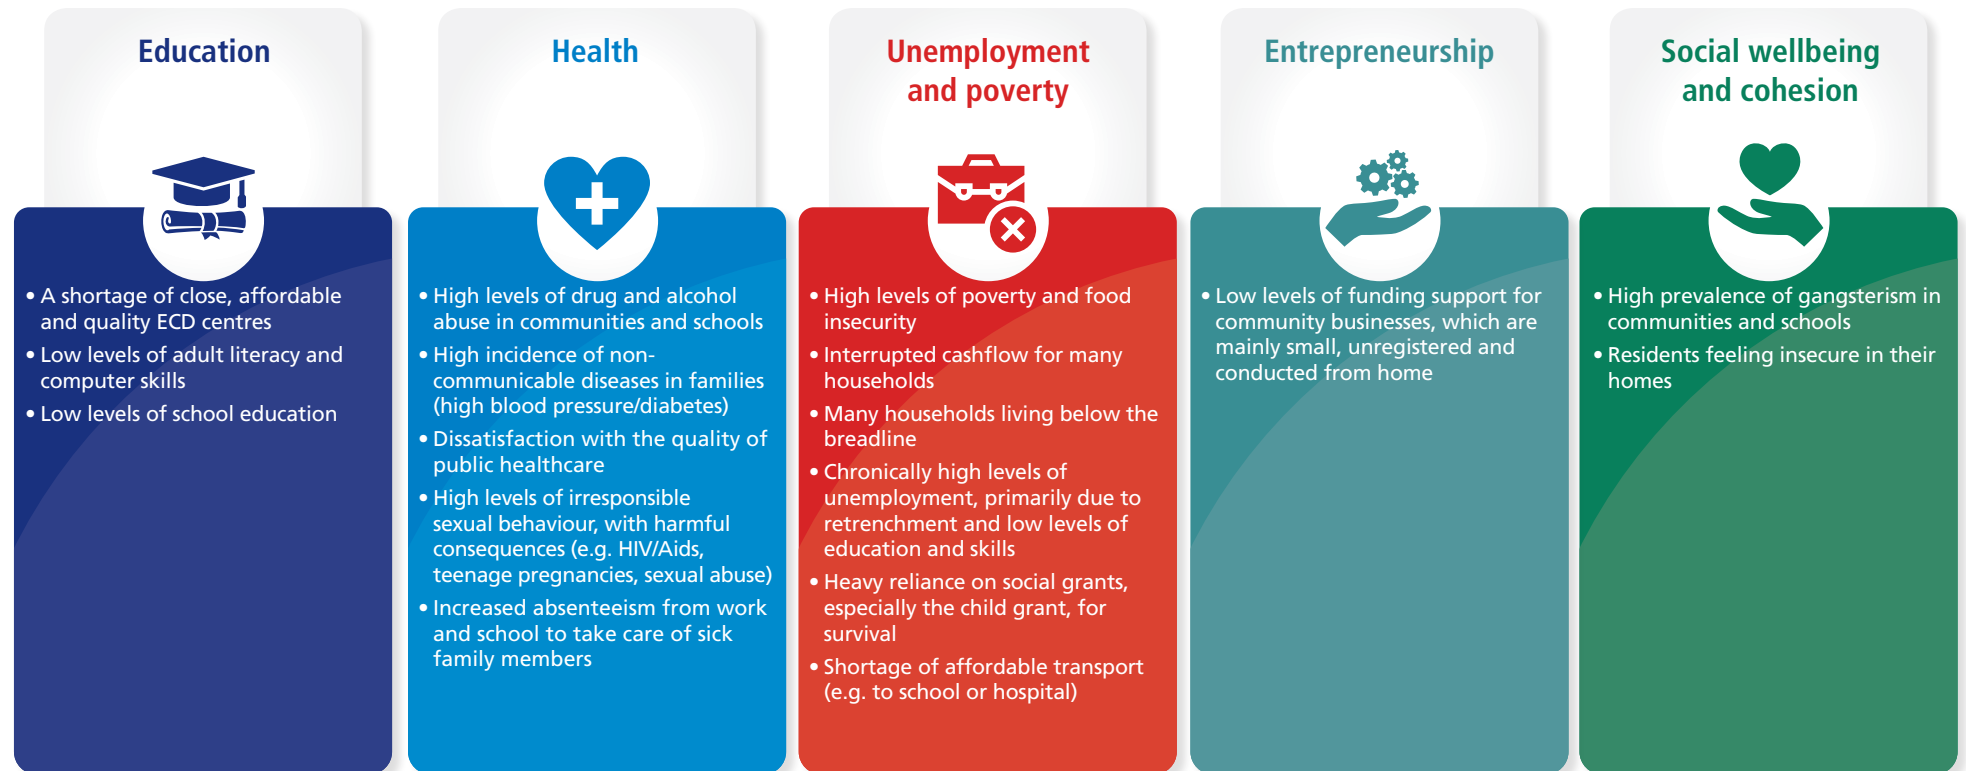 Education
• A shortage of close, affordable
and quality ECD centres
• Low levels of adult literacy and
computer skills
• Low levels of school education
Health
• High levels of drug and alcohol
abuse in communities and schools
• High incidence of non-
communicable diseases in families
(high blood pressure/diabetes)
• Dissatisfaction with the quality of
public healthcare
• High levels of irresponsible
sexual behaviour, with harmful
consequences (e.g. HIV/Aids,
teenage pregnancies, sexual abuse)
• Increased absenteeism from work
and school to take care of sick
family members
Unemployment
and poverty
• High levels of poverty and food
insecurity
• Interrupted cashflow for many
households
• Many households living below the
breadline
• Chronically high levels of
unemployment, primarily due to
retrenchment and low levels of
education and skills
• Heavy reliance on social grants,
especially the child grant, for
survival
• Shortage of affordable transport
(e.g. to school or hospital)
Entrepreneurship
• Low levels of funding support for
community businesses, which are
mainly small, unregistered and
conducted from home
Social wellbeing
and cohesion
• High prevalence of gangsterism in
communities and schools
• Residents feeling insecure in their
homes